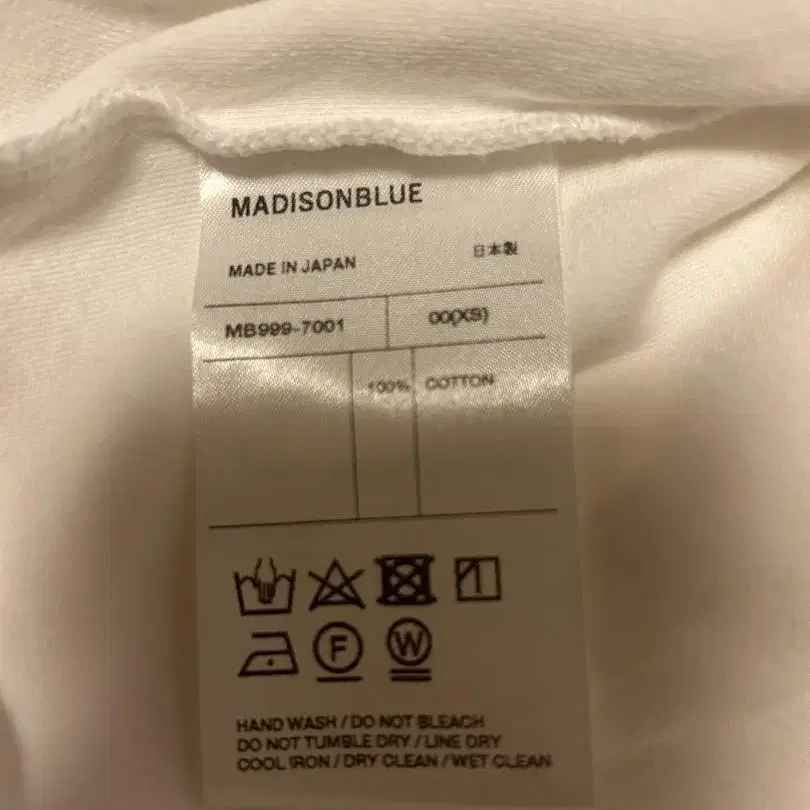 MADISONBLUE
MADE IN JAPAN 日本製
MB999-7001 00(XS)
100% COTTON
F W
HAND WASH / DO NOT BLEACH
DO NOT TUMBLE DRY / LINE DRY
COOL IRON / DRY CLEAN / WET CLEAN